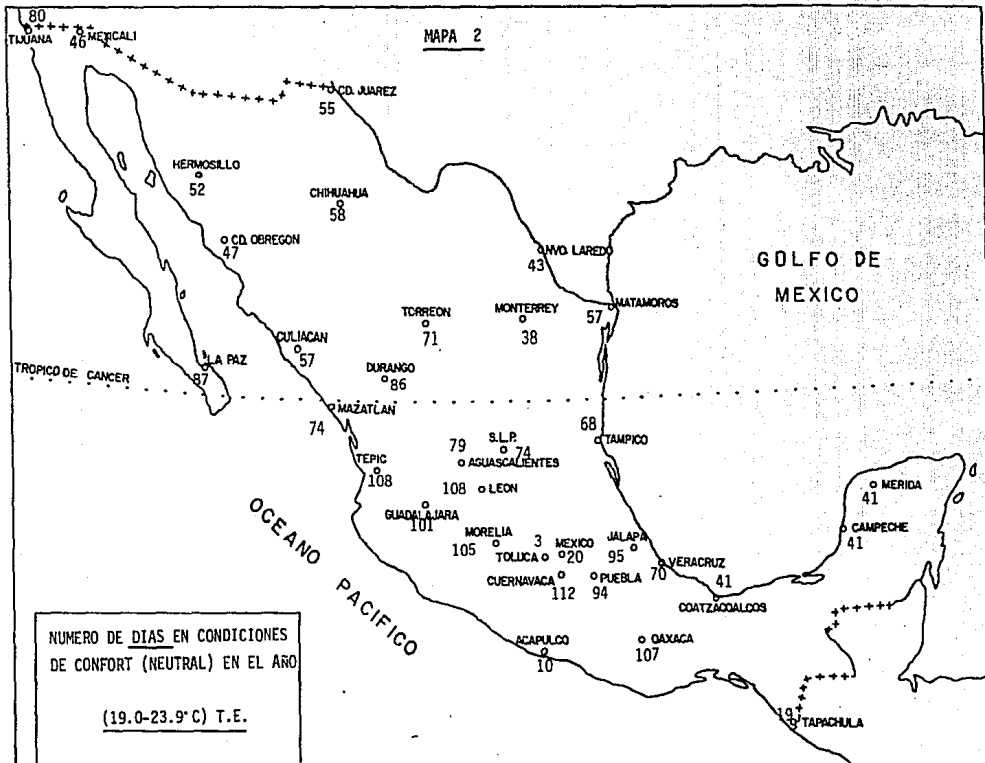 MAPA 2
80
TIJUANA
46
MEXICALI
CD. JUAREZ
55
HERMOSILLO
52
CHIHUAHUA
58
CD. OBREGON
47
NVO. LAREDO
43
GOLFO DE
MEXICO
MATAMOROS
57
TORREON
71
MONTERREY
38
CULIACAN
57
LA PAZ
87
DURANGO
86
TROPICO DE CANCER
MAZATLAN
74
68
TAMPICO
S.L.P.
74
79
AGUASCALIENTES
TEPIC
108
108
LEON
MERIDA
41
GUADALAJARA
101
CAMPECHE
41
OCEANO PACIFICO
MORELIA
105
3
TOLUCA
MEXICO
20
JALAPA
95
VERACRUZ
70
CUERNAVACA
112
PUEBLA
94
41
COATZACOALCOS
ACAPULCO
10
OAXACA
107
19
TAPACHULA
NUMERO DE DIAS EN CONDICIONES
DE CONFORT (NEUTRAL) EN EL AÑO
(19.0-23.9°C) T.E.